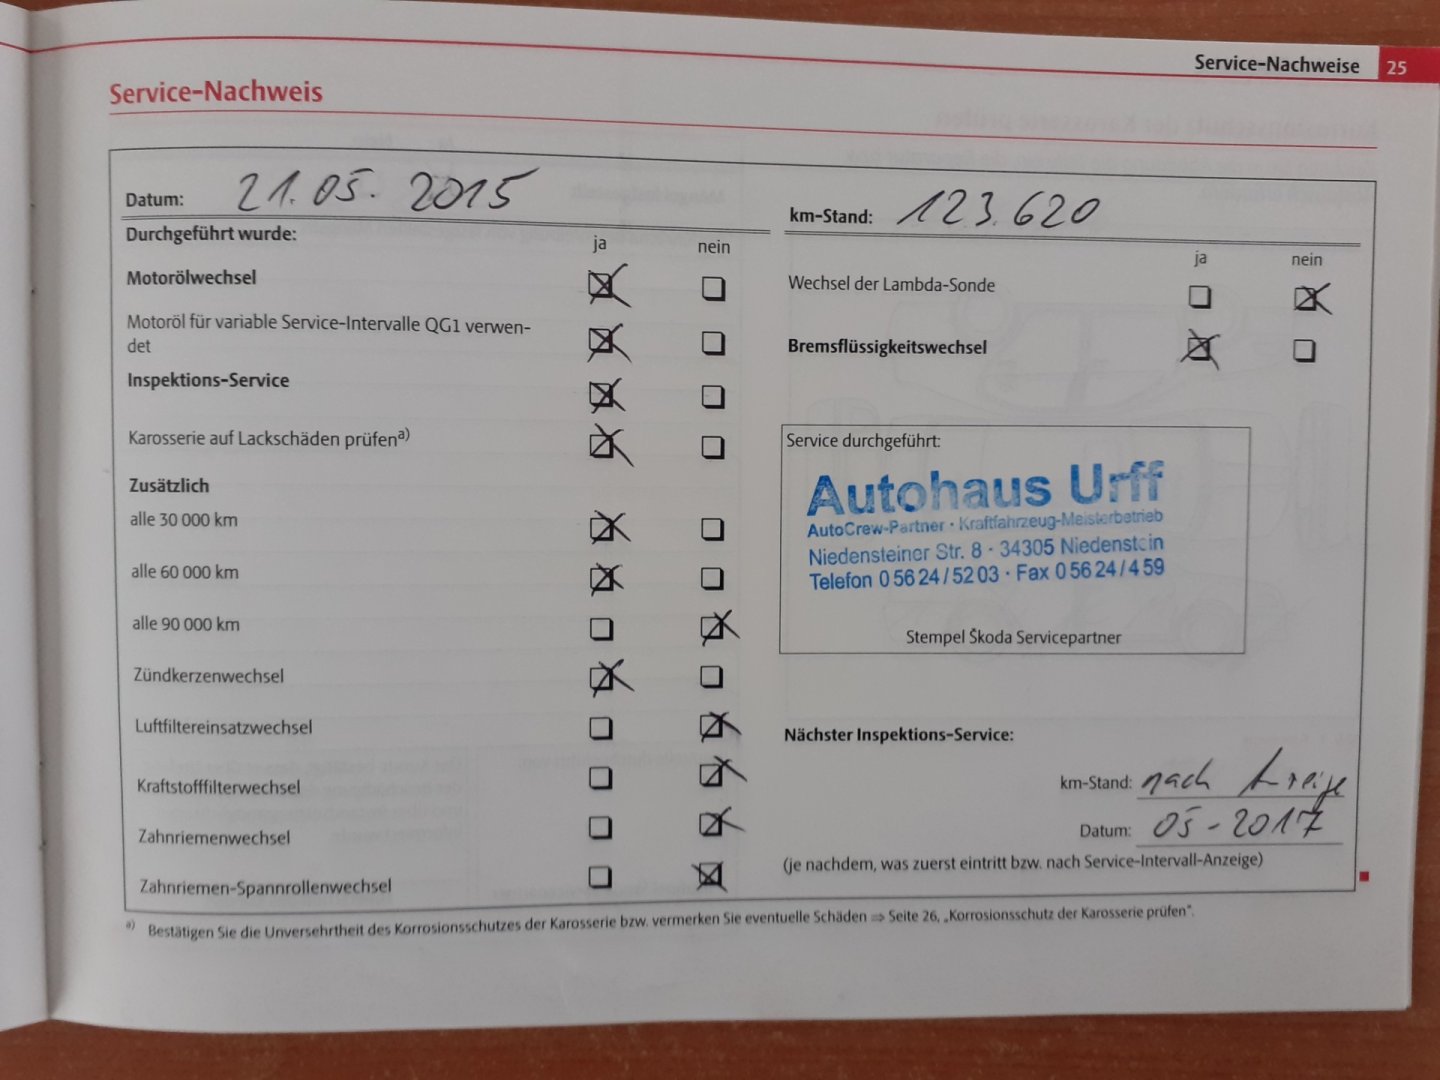 Service-Nachweise 25
Service-Nachweis
Datum: 21.05.2015
Durchgeführt wurde:
ja nein
Motorölwechsel
Motoröl für variable Service-Intervalle QG1 verwen-
det
Inspektions-Service
Karosserie auf Lackschäden prüfena)
Zusätzlich
alle 30 000 km
alle 60 000 km
alle 90 000 km
Zündkerzenwechsel
Luftfiltereinsatzwechsel
Kraftstofffilterwechsel
Zahnriemenwechsel
Zahnriemen-Spannrollenwechsel
km-Stand: 123.620
ja nein
Wechsel der Lambda-Sonde
Bremsflüssigkeitswechsel
Service durchgeführt:
Autohaus Urff
AutoCrew-Partner · Kraftfahrzeug-Meisterbetrieb
Niedensteiner Str. 8 · 34305 Niedenstein
Telefon 0 56 24 / 52 03 · Fax 0 56 24 / 4 59
Stempel Škoda Servicepartner
Nächster Inspektions-Service:
km-Stand: nach Anzeige
Datum: 05-2017
(je nachdem, was zuerst eintritt bzw. nach Service-Intervall-Anzeige)
a) Bestätigen Sie die Unversehrtheit des Korrosionsschutzes der Karosserie bzw. vermerken Sie eventuelle Schäden ⇒ Seite 26, „Korrosionsschutz der Karosserie prüfen".